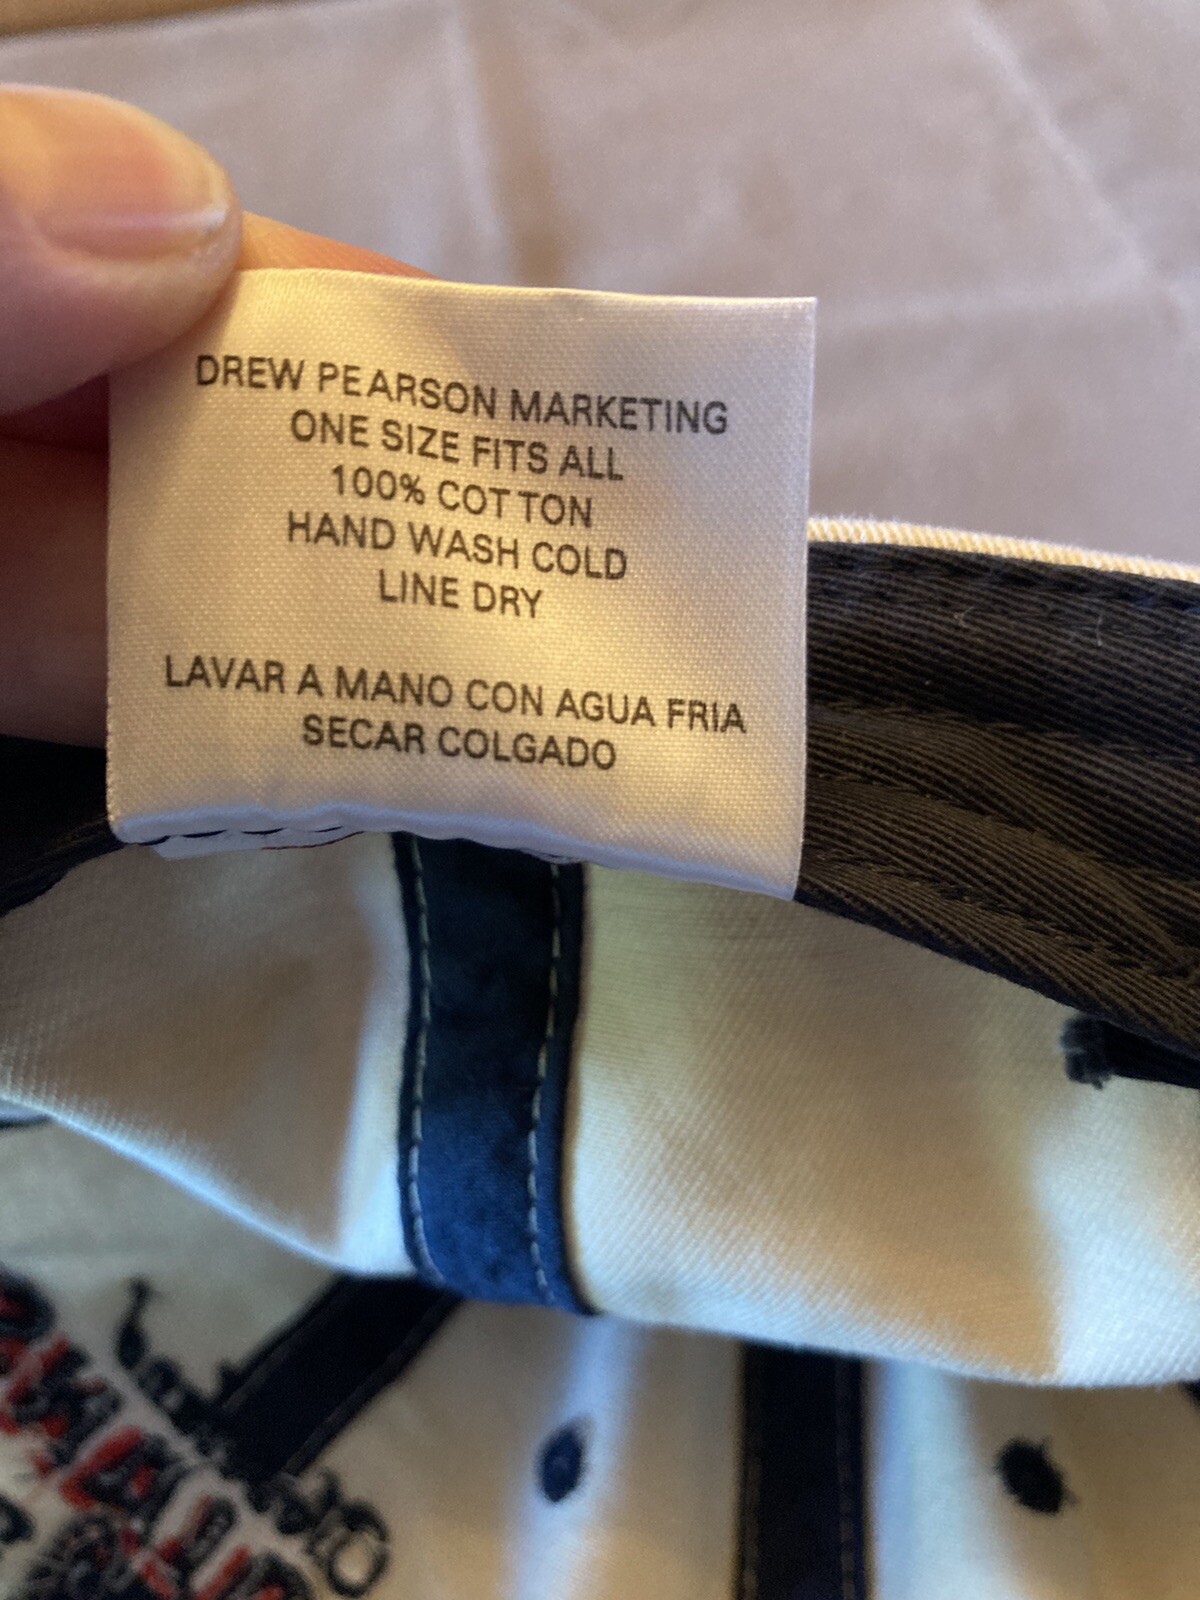 DREW PEARSON MARKETING
ONE SIZE FITS ALL
100% COTTON
HAND WASH COLD
LINE DRY
LAVAR A MANO CON AGUA FRIA
SECAR COLGADO